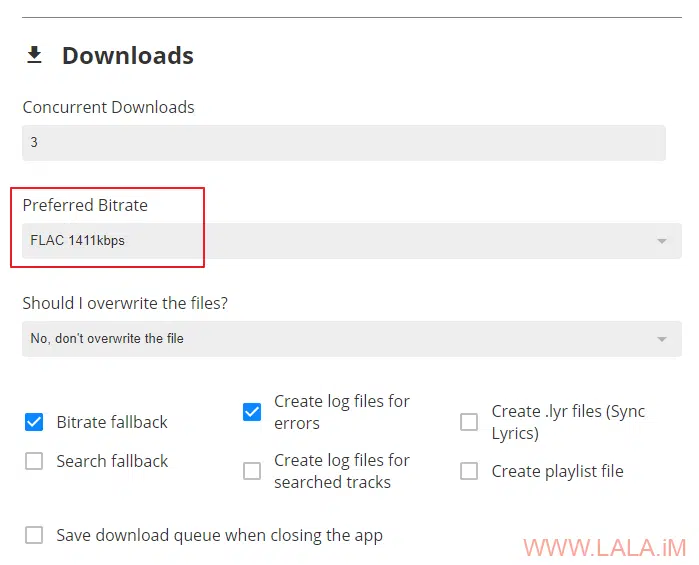 Downloads
Concurrent Downloads
3
Preferred Bitrate
FLAC 1411kbps
Should I overwrite the files?
No, don't overwrite the file
Bitrate fallback
Create log files for
errors
Create .lyr files (Sync
Lyrics)
Search fallback
Create log files for
searched tracks
Create playlist file
Save download queue when closing the app
WWW.LALA.iM